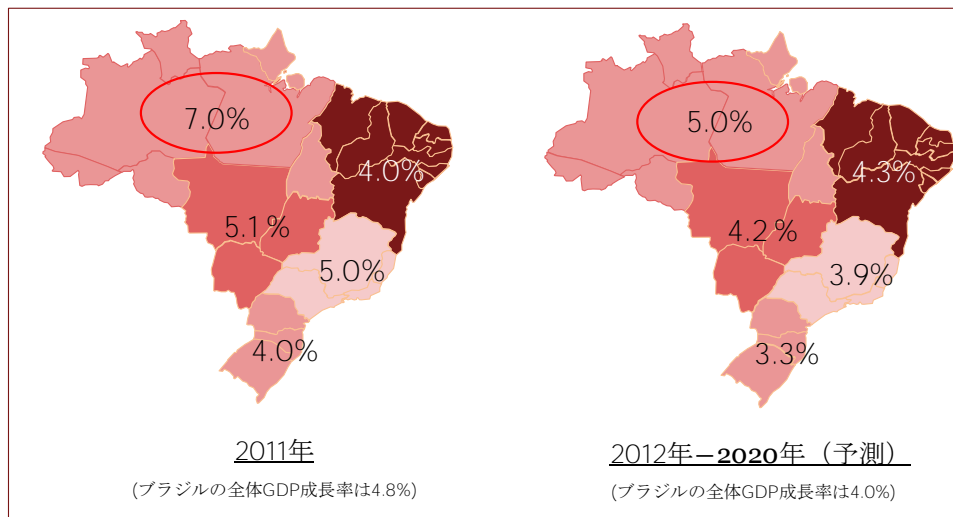 7.0%
4.0%
5.1%
5.0%
4.0%
2011年
(ブラジルの全体GDP成長率は4.8%)
5.0%
4.3%
4.2%
3.9%
3.3%
2012年–2020年（予測）
(ブラジルの全体GDP成長率は4.0%)